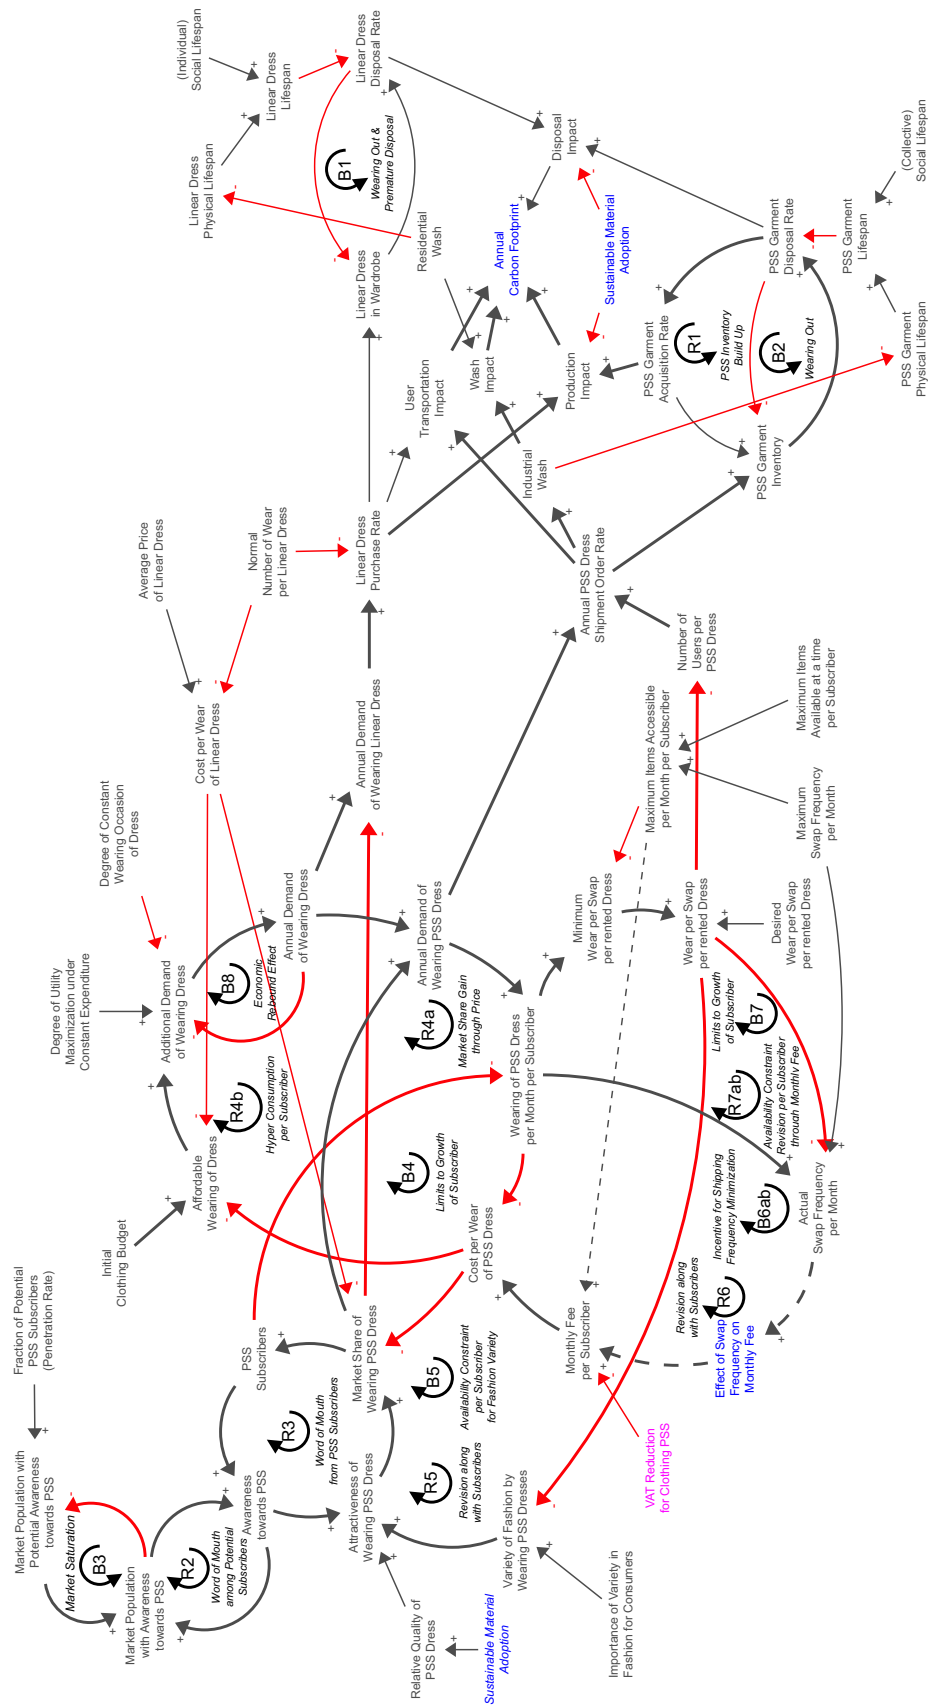 Fraction of Potential
PSS Subscribers
(Penetration Rate)
Market Population with
Potential Awareness
towards PSS
Market Saturation
B3
Market Population
with Awareness
towards PSS
R2
Word of Mouth
among Potential
Subscribers
Awareness
towards PSS
PSS
Subscribers
R3
Word of Mouth
from PSS Subscribers
Attractiveness of
Wearing PSS Dress
Market Share of
Wearing PSS Dress
Relative Quality of
PSS Dress
Sustainable Material
Adoption
R5
Revision along
with Subscribers
B5
Availability Constraint
per Subscriber
for Fashion Variety
Variety of Fashion by
Wearing PSS Dresses
Importance of Variety in
Fashion for Consumers
VAT Reduction
for Clothing PSS
Monthly Fee
per Subscriber
Effect of Swap
Frequency on
Monthly Fee
Initial
Clothing Budget
Affordable
Wearing of Dress
R4b
Hyper Consumption
per Subscriber
Degree of Utility
Maximization under
Constant Expenditure
Additional Demand
of Wearing Dress
Degree of Constant
Wearing Occasion
of Dress
B8
Economic
Rebound Effect
Annual Demand
of Wearing Dress
B4
Limits to Growth
of Subscriber
Cost per Wear
of PSS Dress
R4a
Market Share Gain
through Price
Annual Demand of
Wearing PSS Dress
Wearing of PSS Dress
per Month per Subscriber
R6
Revision along
with Subscribers
B6ab
Incentive for Shipping
Frequency Minimization
R7ab
Availability Constraint
Revision per Subscriber
through Monthly Fee
B7
Limits to Growth
of Subscriber
Actual
Swap Frequency
per Month
Minimum
Wear per Swap
per rented Dress
Wear per Swap
per rented Dress
Desired
Wear per Swap
per rented Dress
Maximum Items Accessible
per Month per Subscriber
Maximum
Swap Frequency
per Month
Maximum Items
Available at a time
per Subscriber
Number of
Users per
PSS Dress
Average Price
of Linear Dress
Cost per Wear
of Linear Dress
Normal
Number of Wear
per Linear Dress
Annual Demand
of Wearing Linear Dress
Linear Dress
Purchase Rate
Annual PSS Dress
Shipment Order Rate
User
Transportation
Impact
Industrial
Wash
Wash
Impact
Residential
Wash
Production
Impact
Annual
Carbon Footprint
Sustainable Material
Adoption
Disposal
Impact
Linear Dress
in Wardrobe
B1
Wearing Out &
Premature Disposal
Linear Dress
Disposal Rate
Linear Dress
Lifespan
Linear Dress
Physical Lifespan
(Individual)
Social Lifespan
PSS Garment
Acquisition Rate
R1
PSS Inventory
Build Up
B2
Wearing Out
PSS Garment
Inventory
PSS Garment
Disposal Rate
PSS Garment
Lifespan
PSS Garment
Physical Lifespan
(Collective)
Social Lifespan